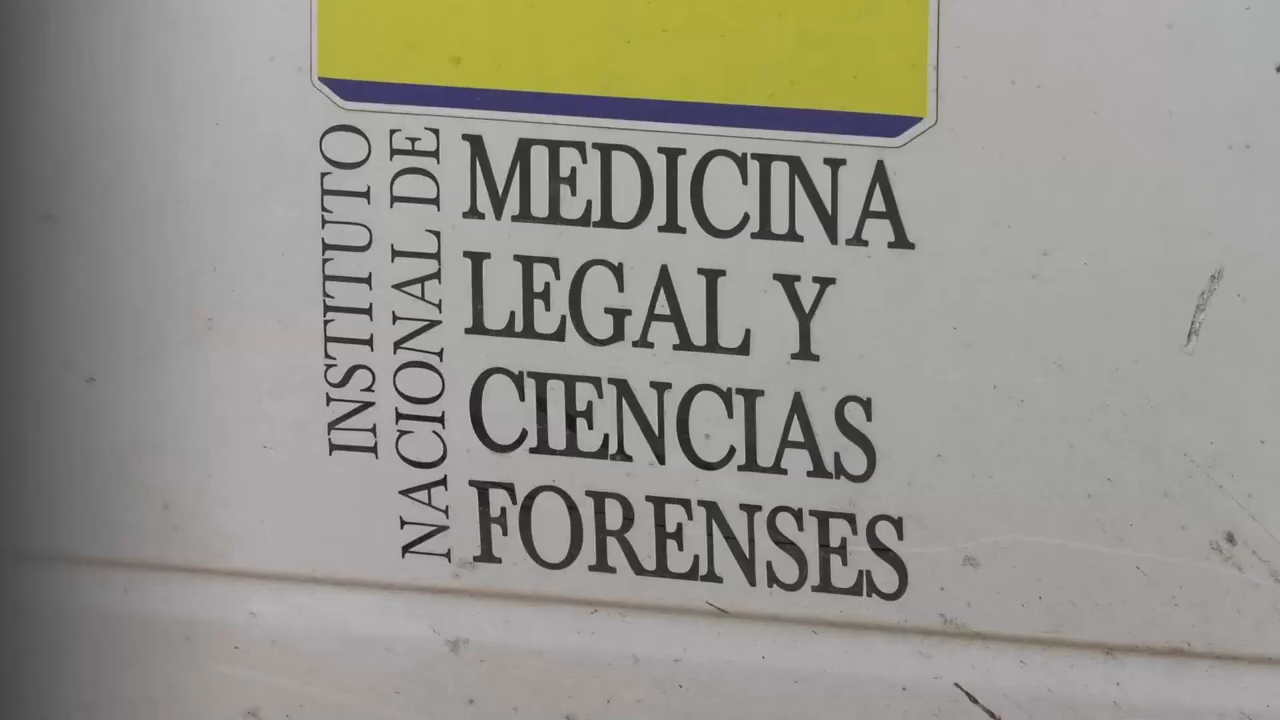 INSTITUTO
NACIONAL DE
MEDICINA
LEGAL Y
CIENCIAS
FORENSES